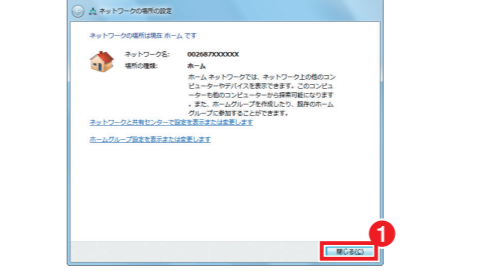 ネットワークの場所の設定
ネットワークの場所は現在 ホーム です
ネットワーク名: 002687XXXXXX
場所の種類: ホーム
ホーム ネットワークでは、ネットワーク上の他のコン
ピューターやデバイスを表示できます。このコンピュ
ーターも他のコンピューターから探索可能になります
。また、ホームグループを作成したり、既存のホーム
グループに参加することができます。
ネットワークと共有センターで設定を表示または変更します
ホームグループ設定を表示または変更します
1
閉じる(C)